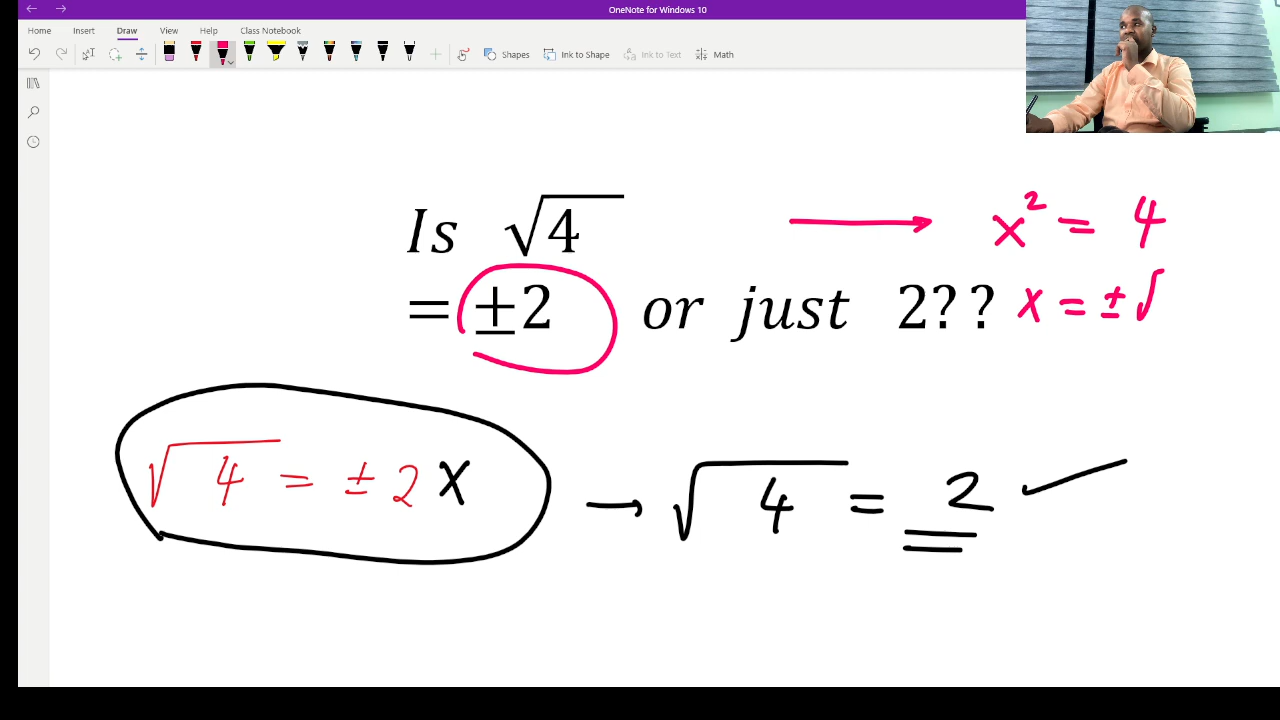 OneNote for Windows 10
Home Insert Draw View Help Class Notebook
Shapes Ink to Shape Ink to Text Math
Is √4 → x² = 4
= ±2 or just 2?? x = ±√
√4 = ±2 X → √4 = 2 ✓